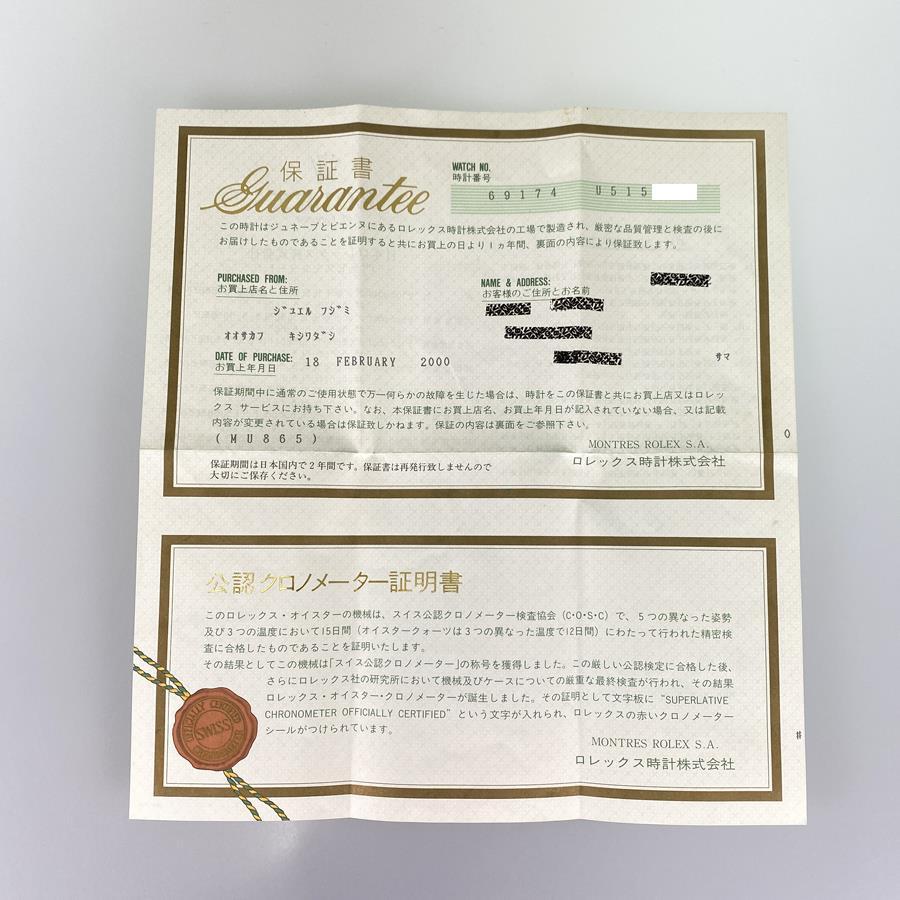 保証書
Guarantee
WATCH NO.
時計番号
69174 U515
この時計はジュネーブとビエンヌにあるロレックス時計株式会社の工場で製造され、厳密な品質管理と検査の後に
お届けしたものであることを証明すると共にお買上の日より1ヵ年間、裏面の内容により保証致します。
PURCHASED FROM:
お買上店名と住所
ジユエル フジミ
オオサカフ キシワダシ
NAME & ADDRESS:
お客様のご住所とお名前
サマ
DATE OF PURCHASE:
お買上年月日
18 FEBRUARY 2000
保証期間中に通常のご使用状態で万一何らかの故障を生じた場合は、時計をこの保証書と共にお買上店又はロレッ
クス サービスにお持ち下さい。なお、本保証書にお買上店名、お買上年月日が記入されていない場合、又は記載
内容が変更されている場合は保証致しかねます。保証の内容は裏面をご参照下さい。
(MU865)
MONTRES ROLEX S.A.
ロレックス時計株式会社
保証期間は日本国内で2年間です。保証書は再発行致しませんので
大切にご保存ください。
O
公認クロノメーター証明書
このロレックス・オイスターの機械は、スイス公認クロノメーター検査協会(C・O・S・C)で、5つの異なった姿勢
及び3つの温度において15日間(オイスタークォーツは3つの異なった温度で12日間)にわたって行われた精密検
査に合格したものであることを証明いたします。
その結果としてこの機械は「スイス公認クロノメーター」の称号を獲得しました。この厳しい公認検定に合格した後、
さらにロレックス社の研究所において機械及びケースについての厳重な最終検査が行われ、その結果
ロレックス・オイスター・クロノメーターが誕生しました。その証明として文字板に "SUPERLATIVE
CHRONOMETER OFFICIALLY CERTIFIED" という文字が入れられ、ロレックスの赤いクロノメーター
シールがつけられています。
OFFICIALLY CERTIFIED
SWISS
CHRONOMETER
#
MONTRES ROLEX S.A.
ロレックス時計株式会社